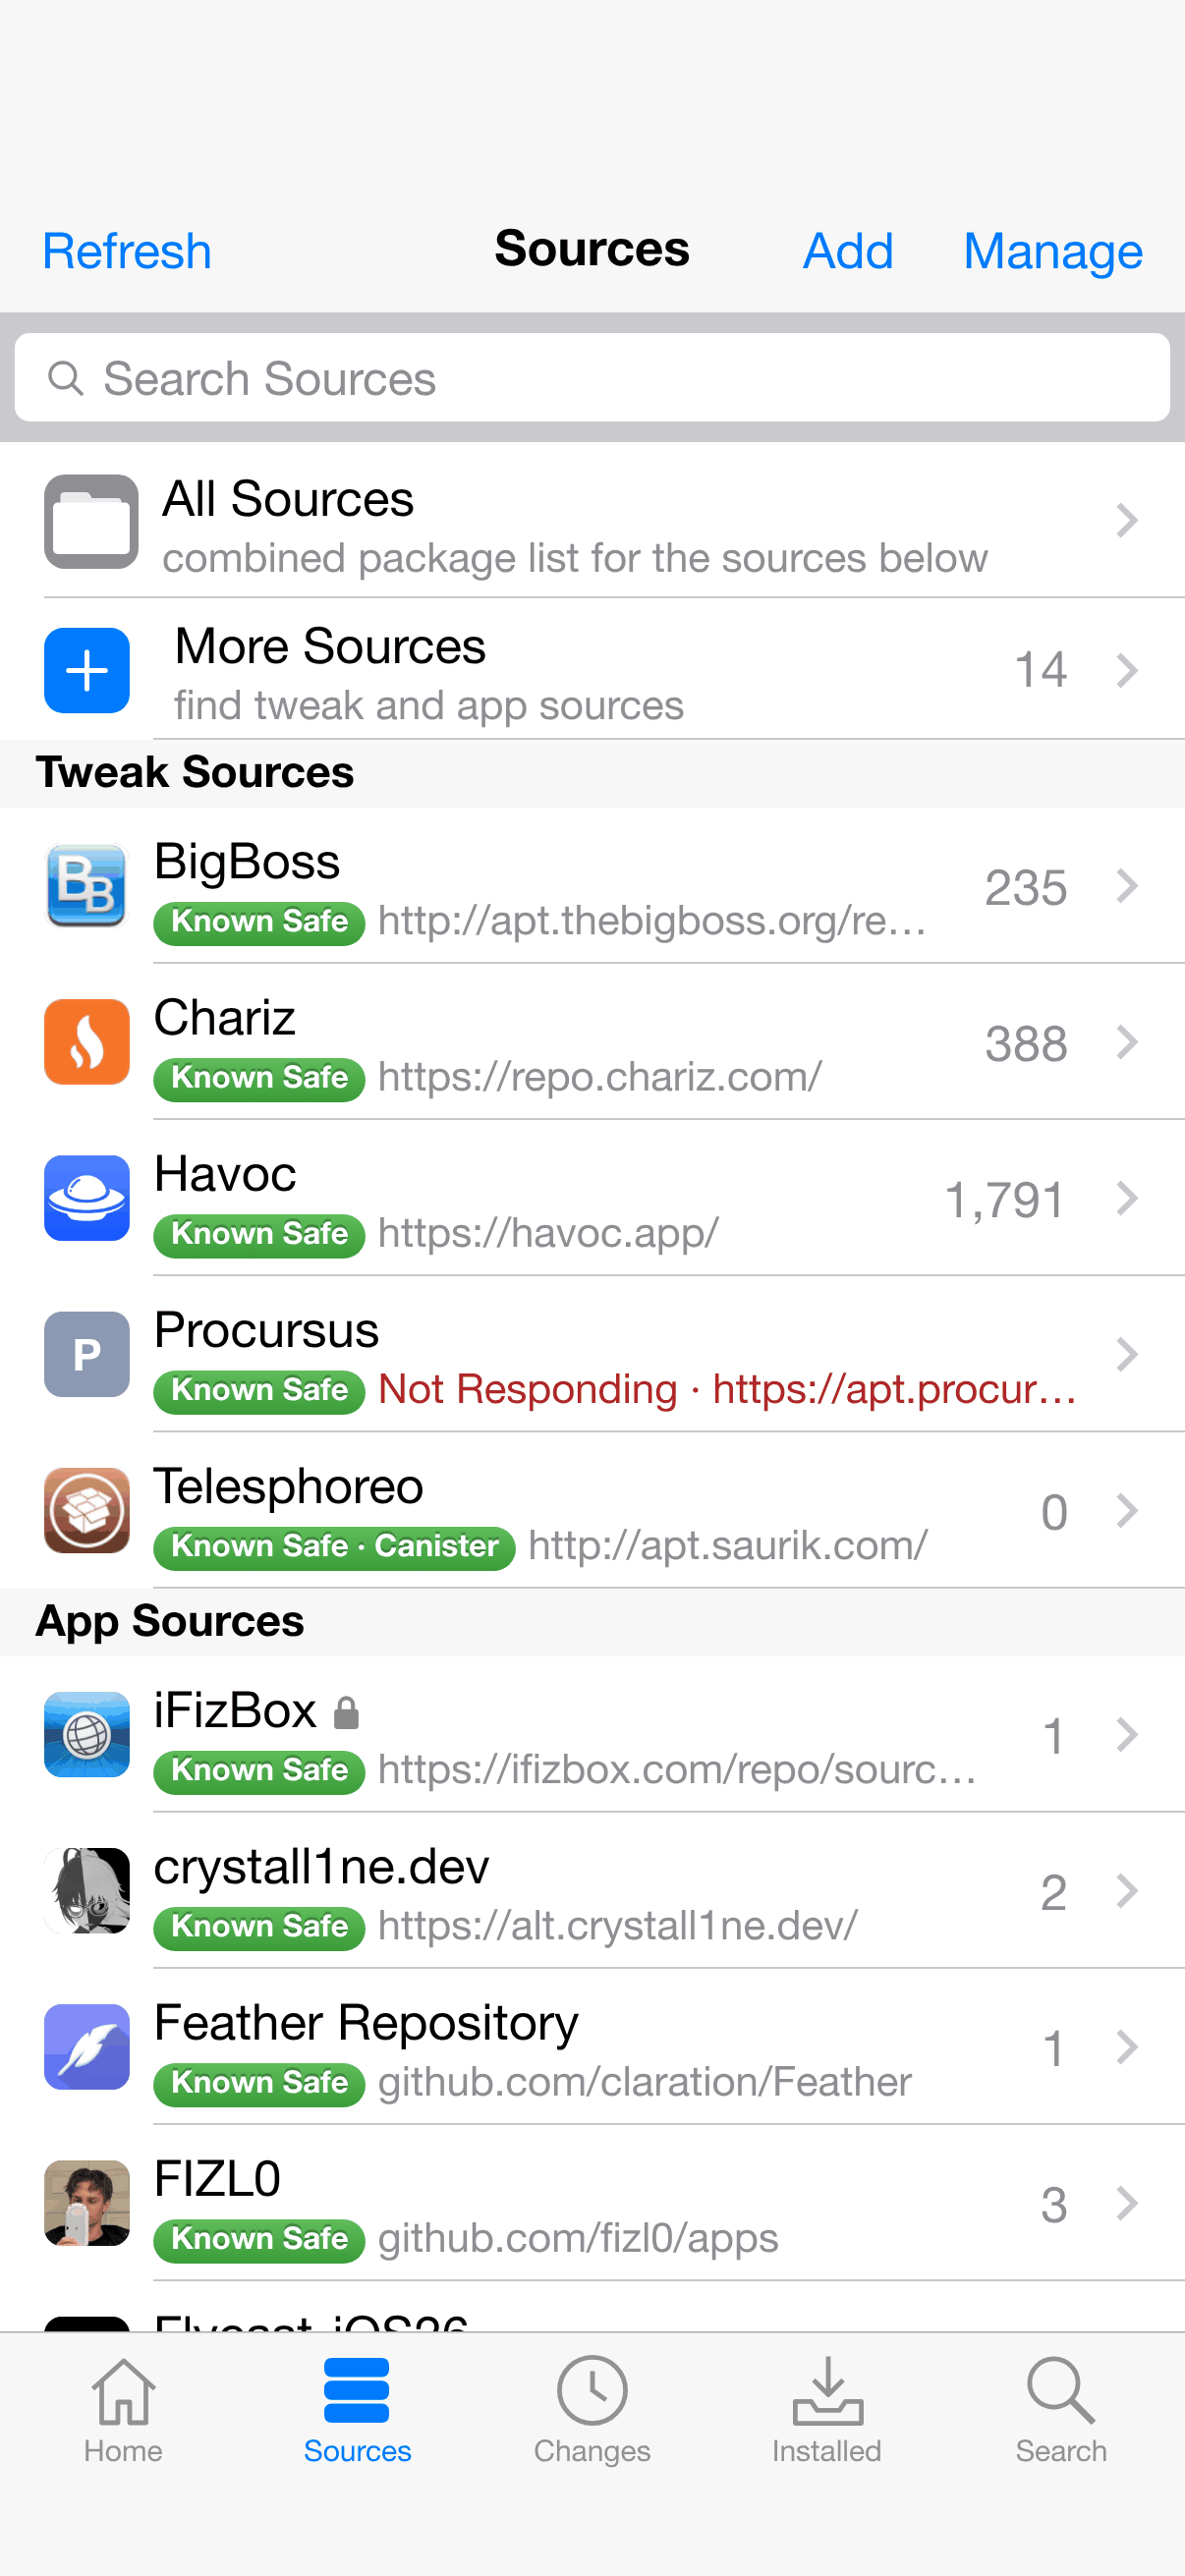 Refresh
Sources
Add
Manage
Search Sources
All Sources
combined package list for the sources below
More Sources
find tweak and app sources
14
Tweak Sources
BB
BigBoss
Known Safe http://apt.thebigboss.org/re...
235
Chariz
Known Safe https://repo.chariz.com/
388
Havoc
Known Safe https://havoc.app/
1,791
P
Procursus
Known Safe Not Responding · https://apt.procur...
Telesphoreo
Known Safe · Canister http://apt.saurik.com/
0
App Sources
iFizBox
Known Safe https://ifizbox.com/repo/sourc...
1
crystall1ne.dev
Known Safe https://alt.crystall1ne.dev/
2
Feather Repository
Known Safe github.com/claration/Feather
1
FIZL0
Known Safe github.com/fizl0/apps
3
Flycast-iOS26
Home
Sources
Changes
Installed
Search